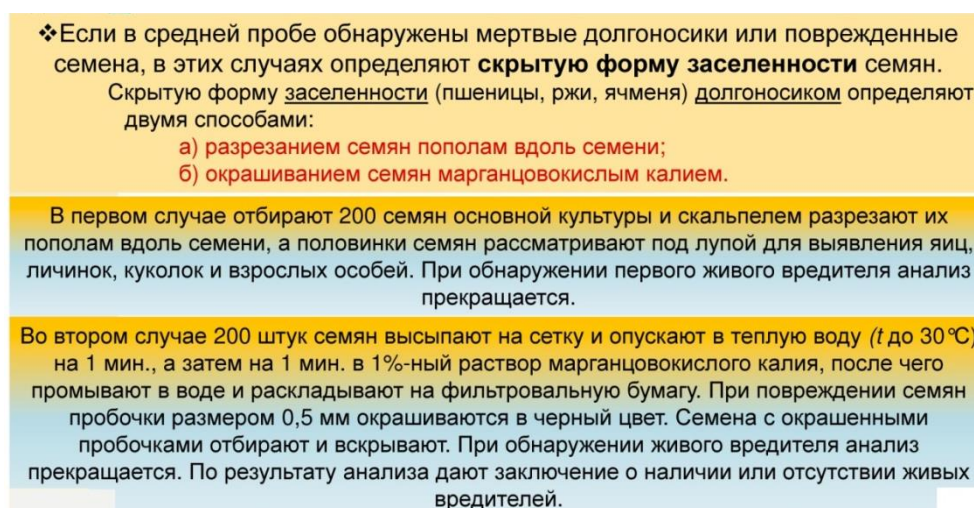 ❖Если в средней пробе обнаружены мертвые долгоносики или поврежденные
семена, в этих случаях определяют скрытую форму заселенности семян.
Скрытую форму заселенности (пшеницы, ржи, ячменя) долгоносиком определяют
двумя способами:
а) разрезанием семян пополам вдоль семени;
б) окрашиванием семян марганцовокислым калием.
В первом случае отбирают 200 семян основной культуры и скальпелем разрезают их
пополам вдоль семени, а половинки семян рассматривают под лупой для выявления яиц,
личинок, куколок и взрослых особей. При обнаружении первого живого вредителя анализ
прекращается.
Во втором случае 200 штук семян высыпают на сетку и опускают в теплую воду (t до 30°С)
на 1 мин., а затем на 1 мин. в 1%-ный раствор марганцовокислого калия, после чего
промывают в воде и раскладывают на фильтровальную бумагу. При повреждении семян
пробочки размером 0,5 мм окрашиваются в черный цвет. Семена с окрашенными
пробочками отбирают и вскрывают. При обнаружении живого вредителя анализ
прекращается. По результату анализа дают заключение о наличии или отсутствии живых
вредителей.